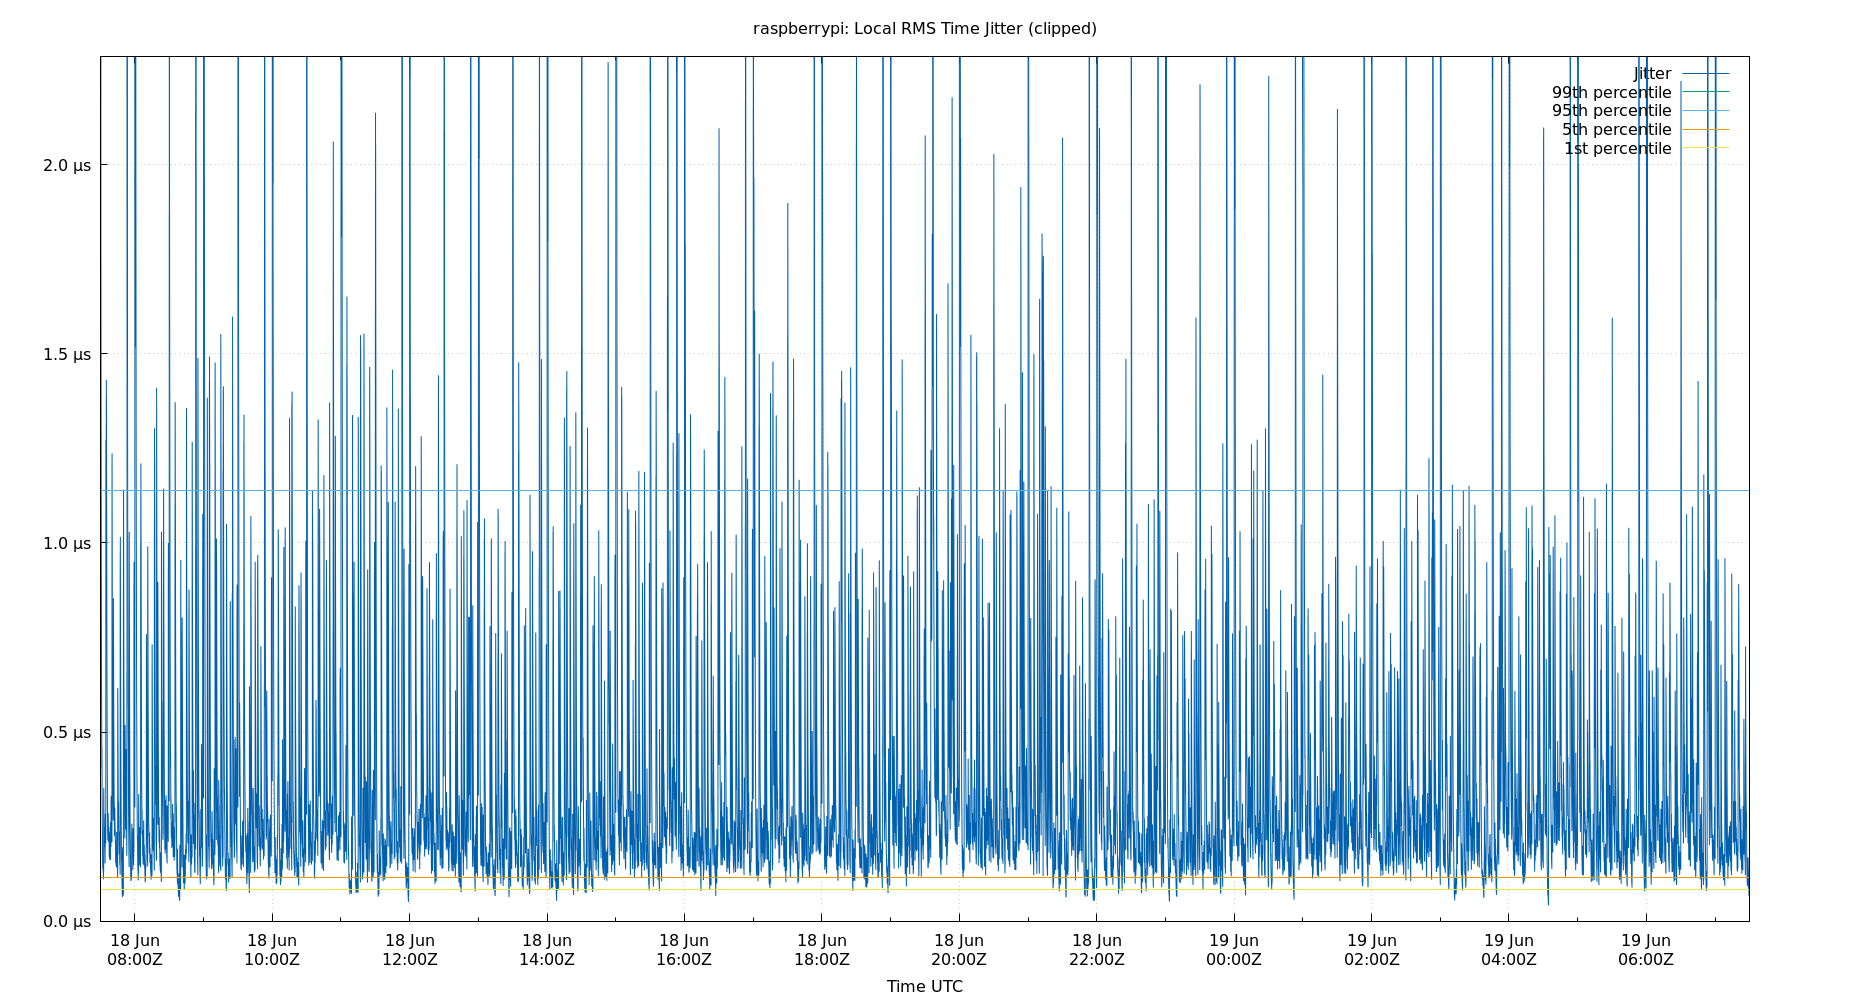 raspberrypi: Local RMS Time Jitter (clipped)
Jitter
99th percentile
95th percentile
5th percentile
1st percentile
2.0 μs
1.5 μs
1.0 μs
0.5 μs
0.0 μs
18 Jun 18 Jun 18 Jun 18 Jun 18 Jun 18 Jun 18 Jun 18 Jun 19 Jun 19 Jun 19 Jun 19 Jun
08:00Z 10:00Z 12:00Z 14:00Z 16:00Z 18:00Z 20:00Z 22:00Z 00:00Z 02:00Z 04:00Z 06:00Z
Time UTC